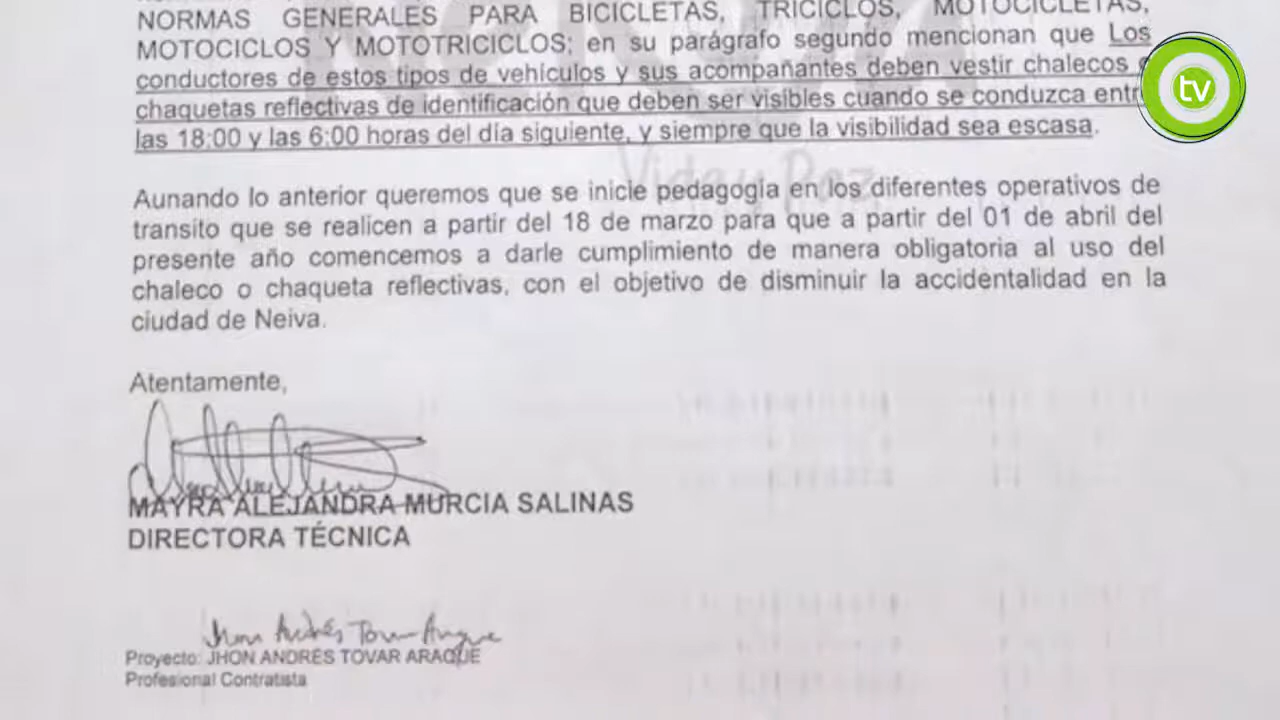 NORMAS GENERALES PARA BICICLETAS, TRICICLOS, MOTOCICLETAS,
MOTOCICLOS Y MOTOTRICICLOS; en su parágrafo segundo mencionan que Los
conductores de estos tipos de vehículos y sus acompañantes deben vestir chalecos
chaquetas reflectivas de identificación que deben ser visibles cuando se conduzca
las 18:00 y las 6:00 horas del día siguiente, y siempre que la visibilidad sea escasa.
tv
Vida y Paz
Aunando lo anterior queremos que se inicie pedagogía en los diferentes operativos de
transito que se realicen a partir del 18 de marzo para que a partir del 01 de abril del
presente año comencemos a darle cumplimiento de manera obligatoria al uso del
chaleco o chaqueta reflectivas, con el objetivo de disminuir la accidentalidad en la
ciudad de Neiva.
Atentamente,
MAYRA ALEJANDRA MURCIA SALINAS
DIRECTORA TÉCNICA
Jhon Andrés Tovar Araque
Proyecto: JHON ANDRÉS TOVAR ARAQUE
Profesional Contratista